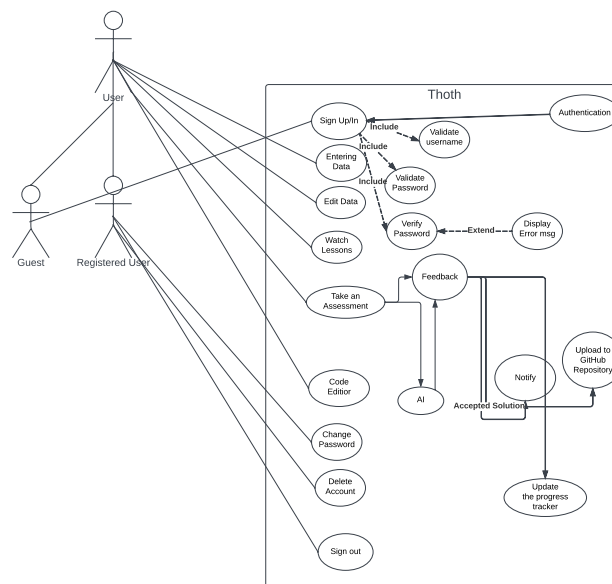 Thoth
User
Sign Up/In
Authentication
Include
Validate
username
Include
Entering
Data
Include
Validate
Password
Edit Data
Verify
Password
Extend
Display
Error msg
Watch
Lessons
Guest
Registered User
Feedback
Take an
Assessment
Upload to
GitHub
Repository
Notify
Code
Editior
AI
Accepted Solution
Change
Password
Delete
Account
Update
the progress
tracker
Sign out